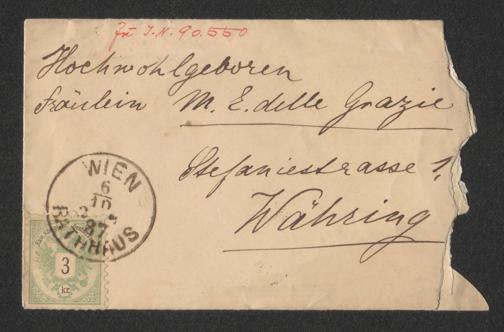 Zu I.N. 90.550
Hochwohlgeboren
Fräulein M. E. delle Grazie
Stefaniestrasse 1,
Währing
WIEN
6
10
87
RATHHAUS
3
kr.